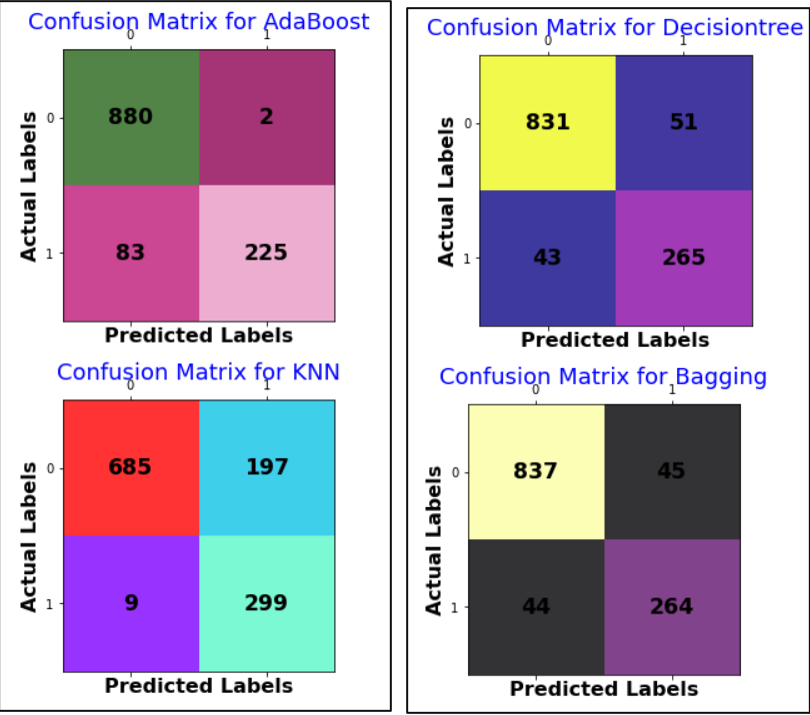 Confusion Matrix for AdaBoost
0 1
0 880 2
1 83 225
Actual Labels
Predicted Labels
Confusion Matrix for Decisiontree
0 1
0 831 51
1 43 265
Actual Labels
Predicted Labels
Confusion Matrix for KNN
0 1
0 685 197
1 9 299
Actual Labels
Predicted Labels
Confusion Matrix for Bagging
0 1
0 837 45
1 44 264
Actual Labels
Predicted Labels